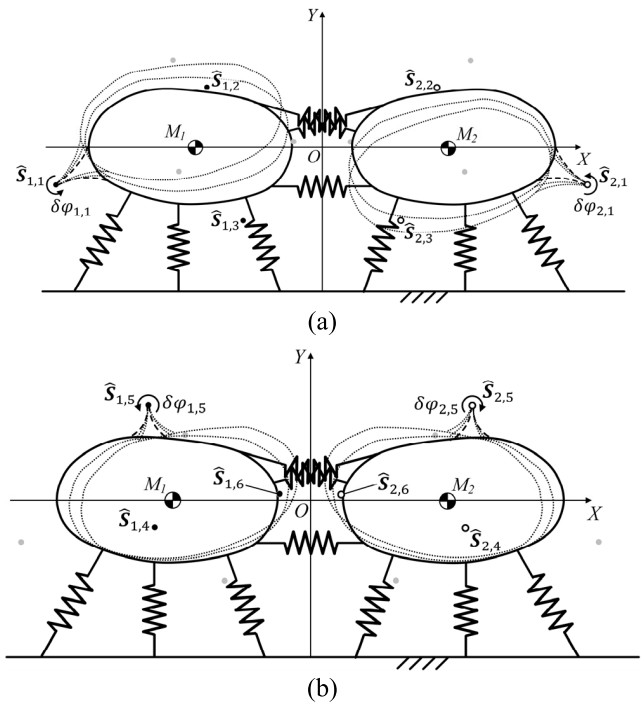 Y
Ŝ1,2 Ŝ2,2
M1 M2
O X
Ŝ1,1 Ŝ2,1
δφ1,1 δφ2,1
Ŝ1,3 Ŝ2,3
(a)
Y
Ŝ1,5 δφ1,5 δφ2,5 Ŝ2,5
M1 Ŝ1,6 Ŝ2,6 M2
O X
Ŝ1,4 Ŝ2,4
(b)